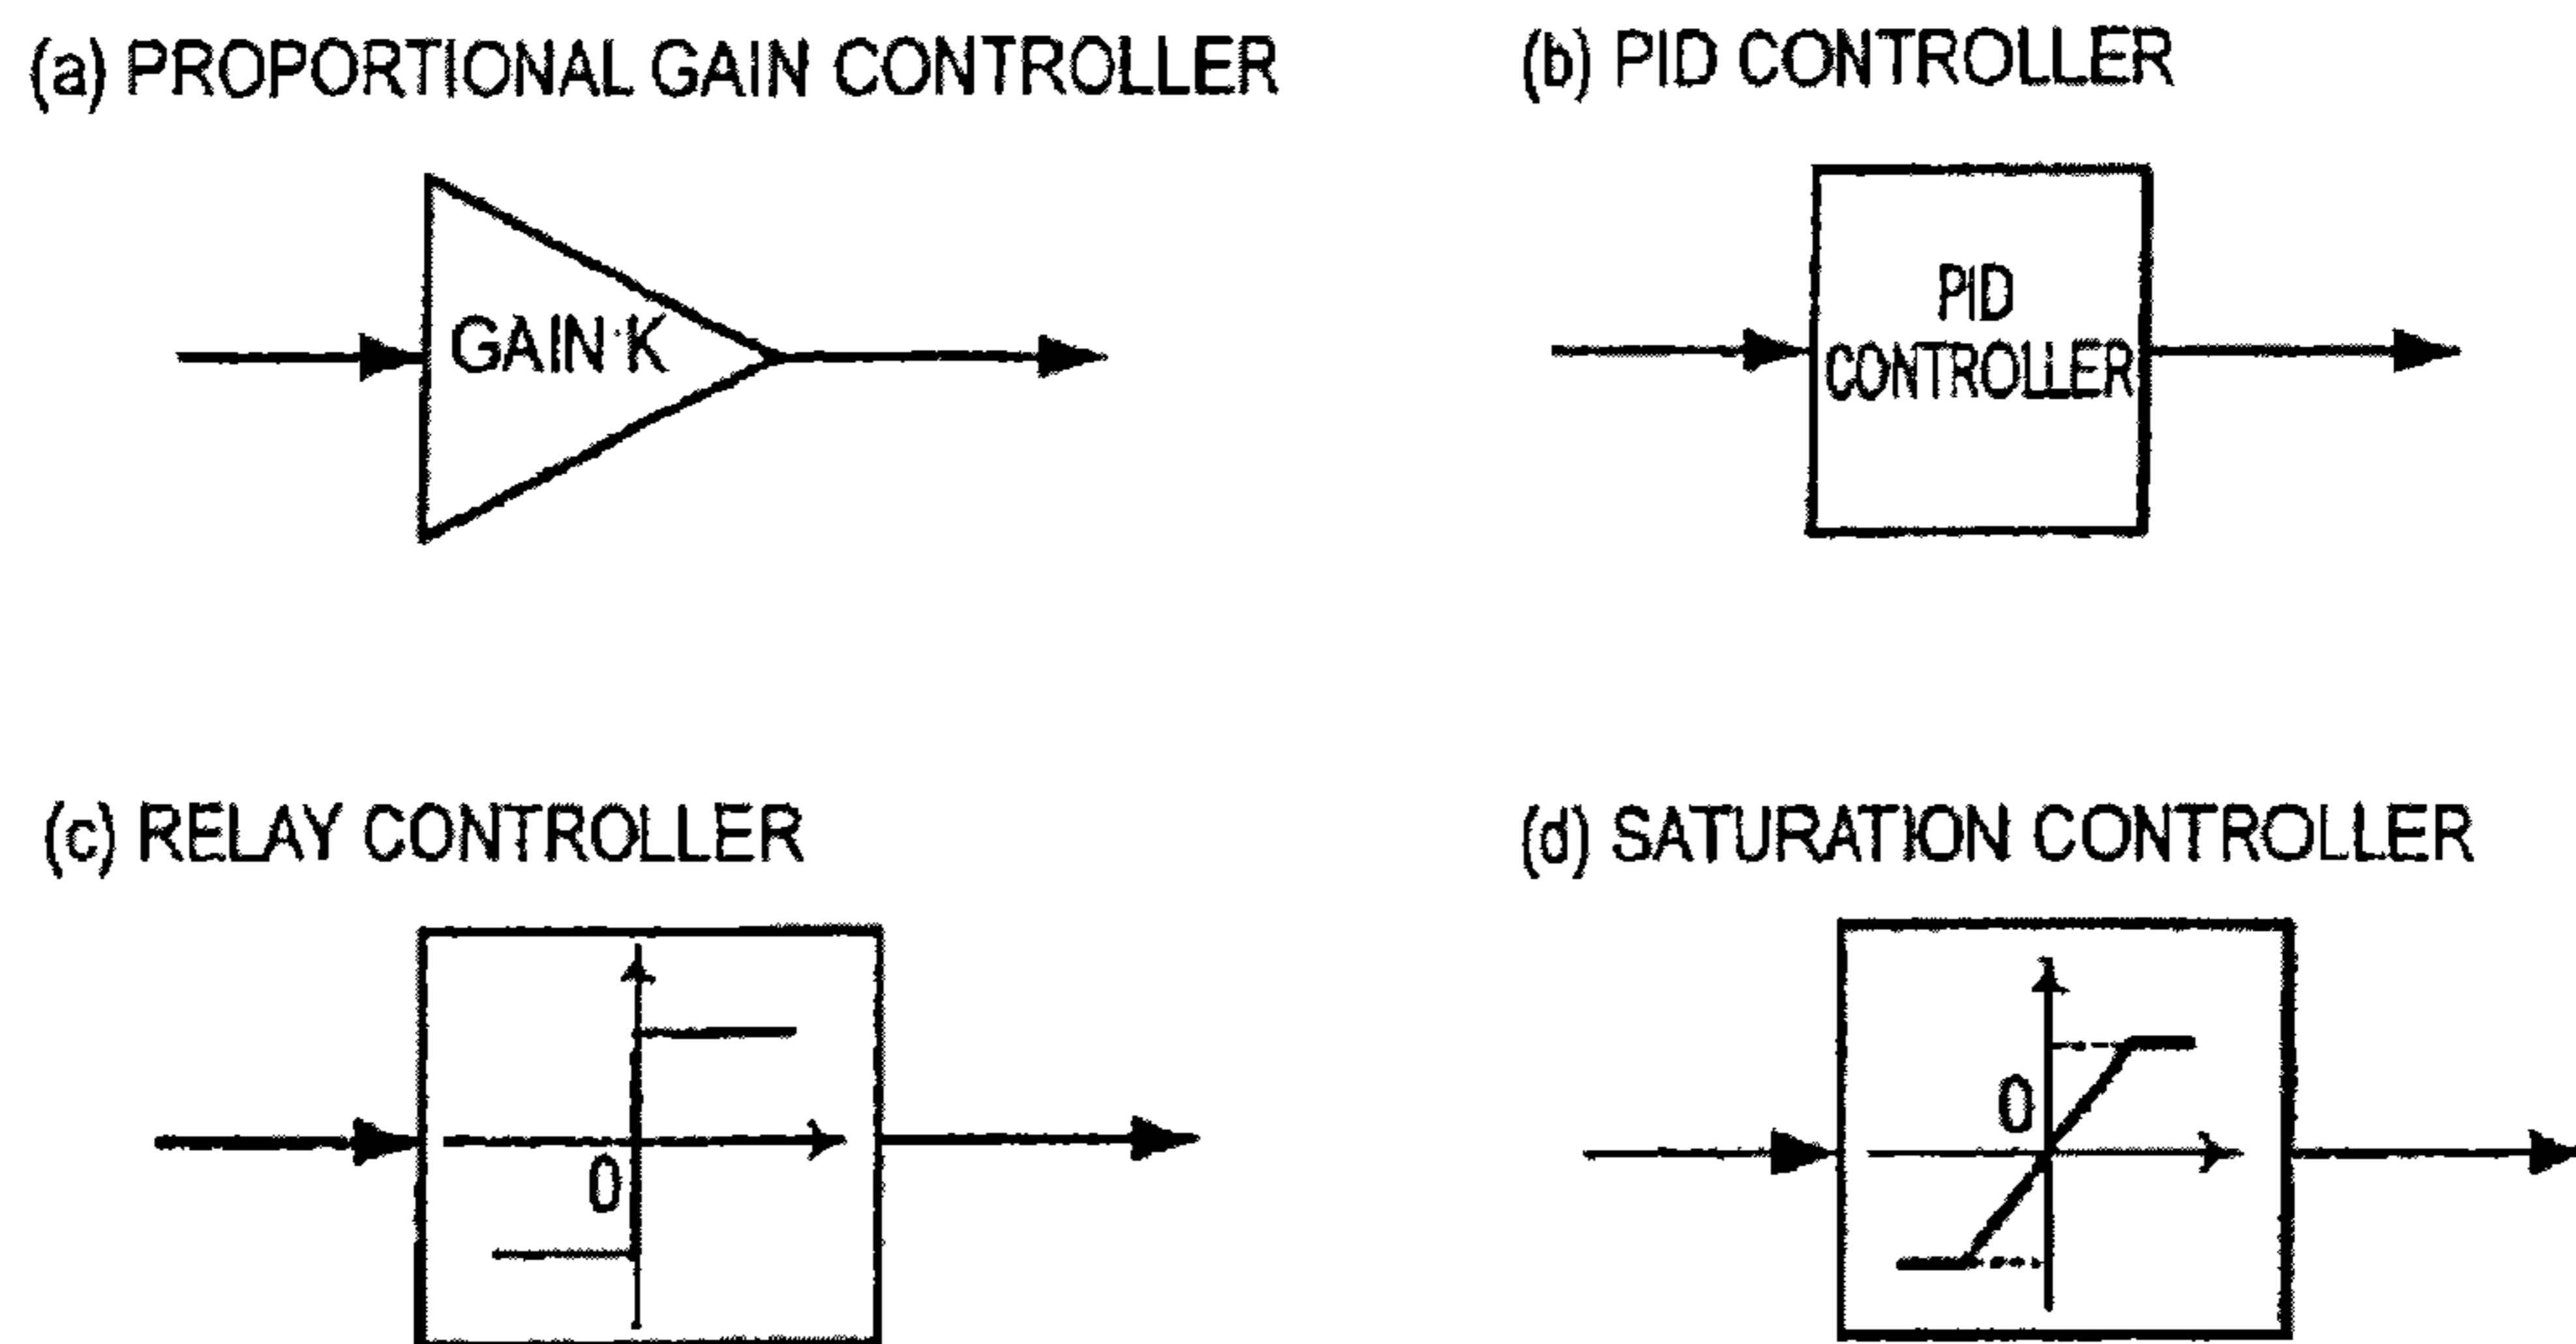 (a) PROPORTIONAL GAIN CONTROLLER
(b) PID CONTROLLER
GAIN K
PID
CONTROLLER
(c) RELAY CONTROLLER
(d) SATURATION CONTROLLER
0
0